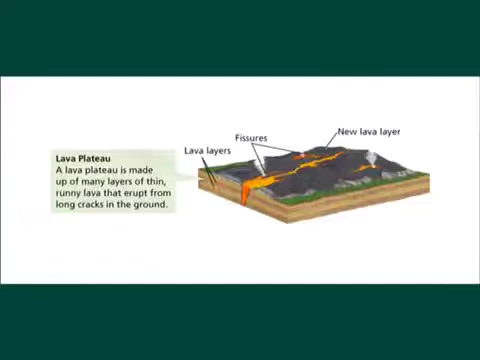 Lava Plateau
A lava plateau is made
up of many layers of thin,
runny lava that erupt from
long cracks in the ground.
Lava layers
Fissures
New lava layer